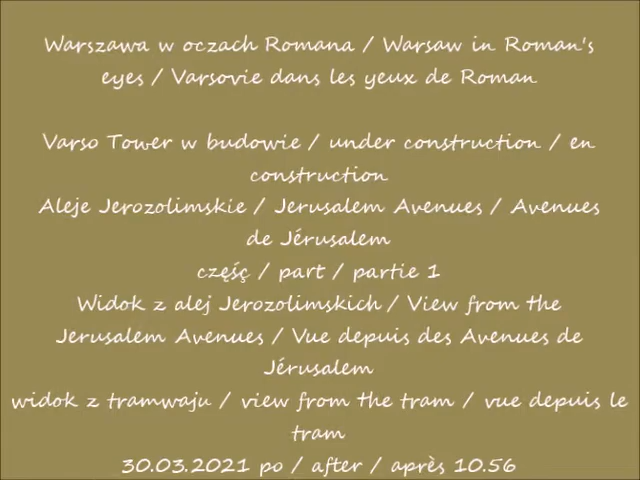 Warszawa w oczach Romana / Warsaw in Roman's
eyes / Varsovie dans les yeux de Roman
Varso Tower w budowie / under construction / en
construction
Aleje Jerozolimskie / Jerusalem Avenues / Avenues
de Jérusalem
częśç / part / partie 1
Widok z alej Jerozolimskich / View from the
Jerusalem Avenues / Vue depuis des Avenues de
Jérusalem
widok z tramwaju / view from the tram / vue depuis le
tram
30.03.2021 po / after / après 10.56